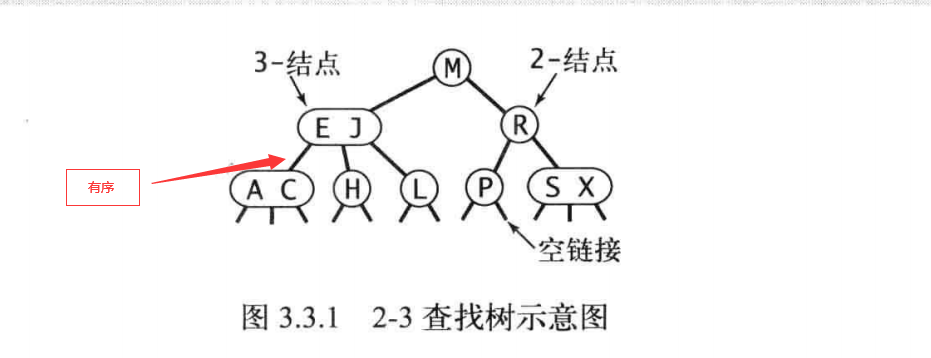 3-结点
M
2-结点
E J
R
有序
A C
H
L
P
S X
空链接
图 3.3.1 2-3 查找树示意图